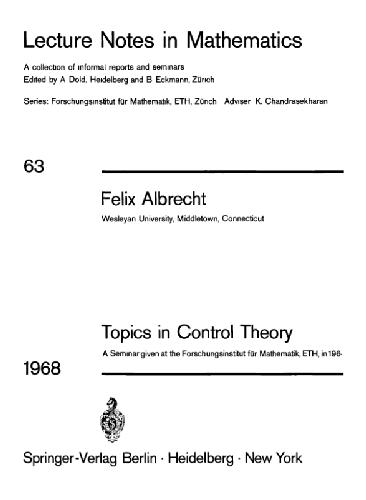 Lecture Notes in Mathematics
A collection of informal reports and seminars
Edited by A Dold, Heidelberg and B Eckmann, Zürich
Series: Forschungsinstitut für Mathematik, ETH, Zürich Adviser K. Chandrasekharan
63
Felix Albrecht
Wesleyan University, Middletown, Connecticut
Topics in Control Theory
A Seminar given at the Forschungsinstitut für Mathematik, ETH, in 196-
1968
Springer-Verlag Berlin · Heidelberg · New York